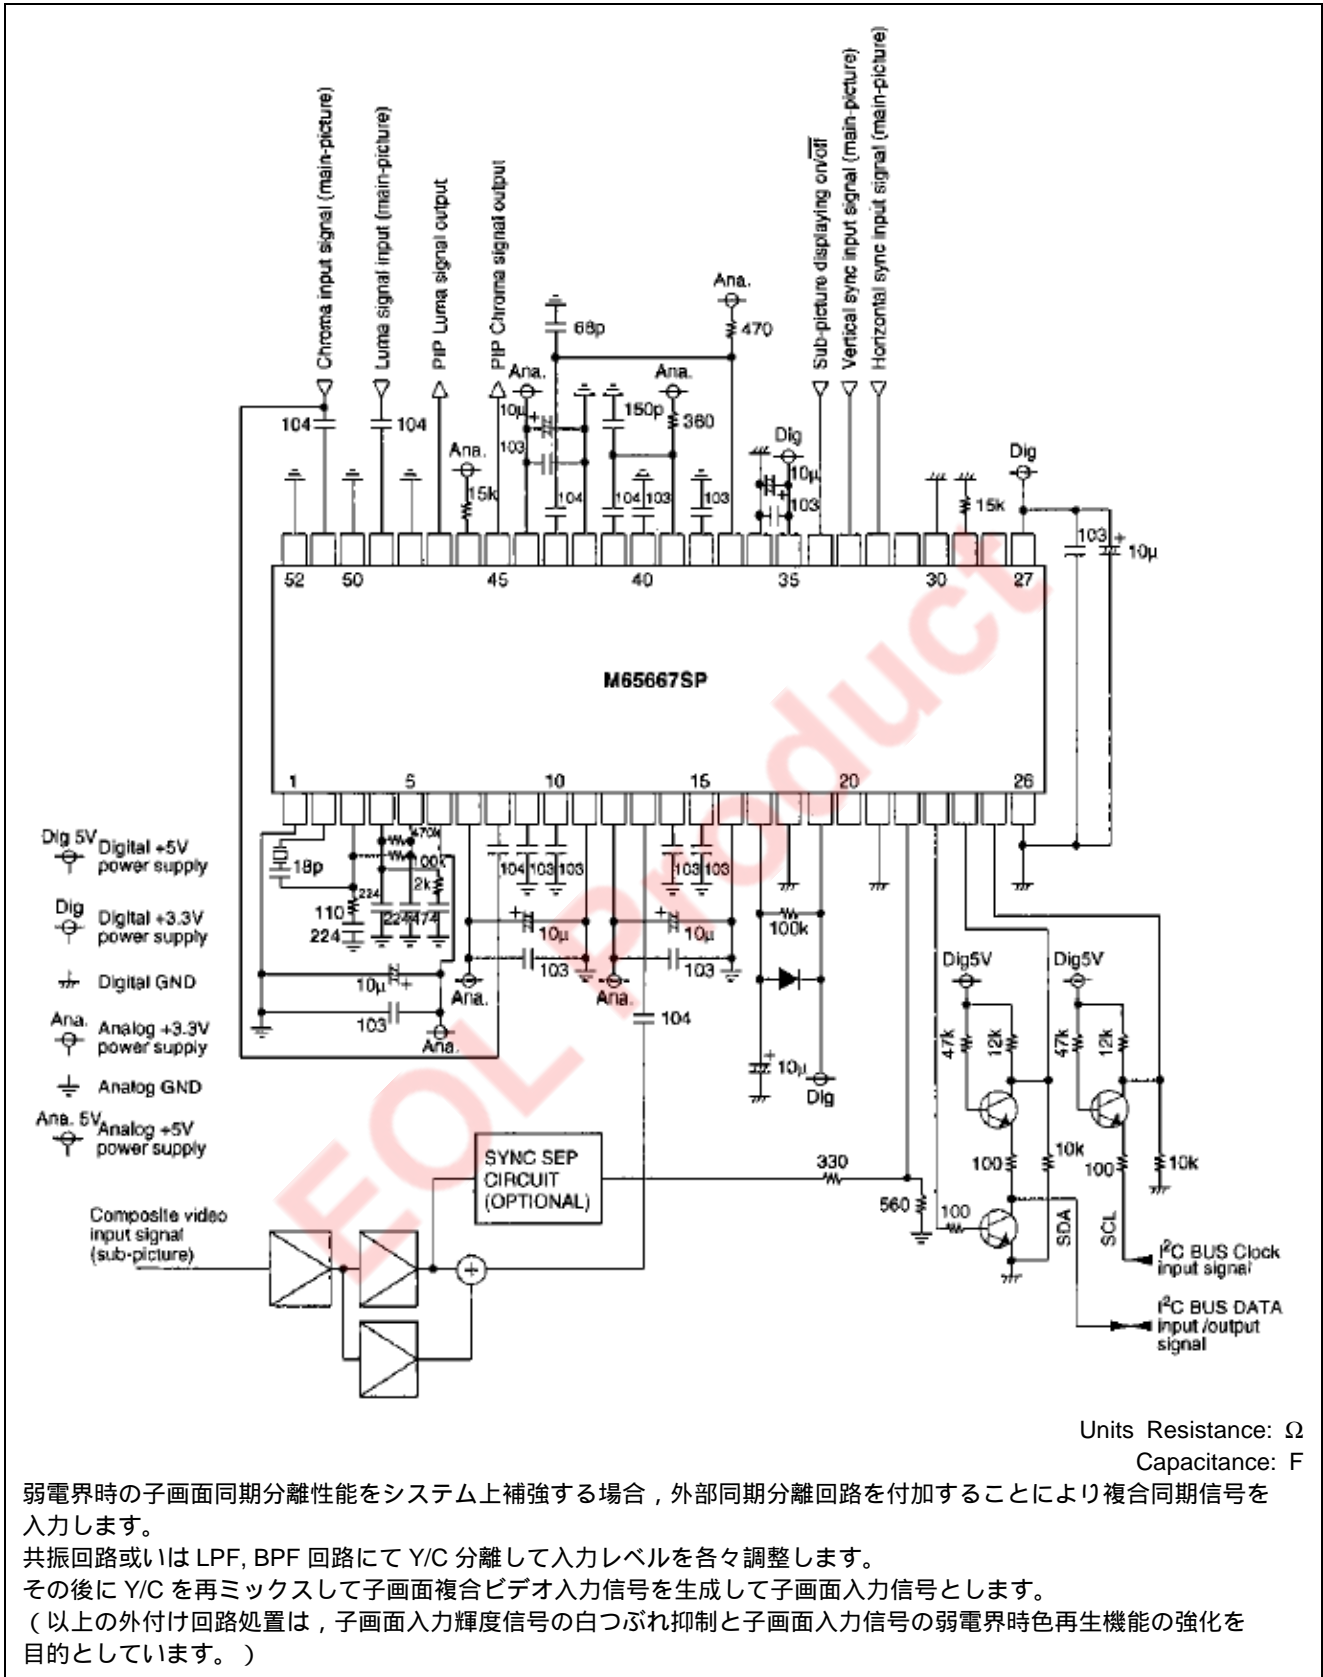 Chroma input signal (main-picture)
Luma signal input (main-picture)
PIP Luma signal output
PIP Chroma signal output
Sub-picture displaying on/off
Vertical sync input signal (main-picture)
Horizontal sync input signal (main-picture)
Ana.
68p
470
Ana.
Ana.
104
104
10μ
150p
360
103
Ana.
Dig
Dig
15k
10μ
104
104
103
103
103
15k
103
10μ
52
50
45
40
35
30
27
M65667SP
1
5
10
15
20
26
Dig 5V
Digital +5V
power supply
Dig
Digital +3.3V
power supply
Digital GND
Ana.
Analog +3.3V
power supply
Analog GND
Ana. 5V
Analog +5V
power supply
18p
470k
2k
224
110
224
224
474
104
103
103
103
103
10μ
10μ
100k
10μ
103
103
103
Ana.
Ana.
Ana.
104
10μ
Dig
Dig5V
Dig5V
47k
12k
47k
12k
100
10k
100
10k
SYNC SEP
CIRCUIT
(OPTIONAL)
330
560
100
SDA
SCL
Composite video
input signal
(sub-picture)
I²C BUS Clock
input signal
I²C BUS DATA
input /output
signal
EOL Product
Units Resistance: Ω
Capacitance: F
弱電界時の子画面同期分離性能をシステム上補強する場合，外部同期分離回路を付加することにより複合同期信号を
入力します。
共振回路或いは LPF, BPF 回路にて Y/C 分離して入力レベルを各々調整します。
その後に Y/C を再ミックスして子画面複合ビデオ入力信号を生成して子画面入力信号とします。
（以上の外付け回路処置は，子画面入力輝度信号の白つぶれ抑制と子画面入力信号の弱電界時色再生機能の強化を
目的としています。）